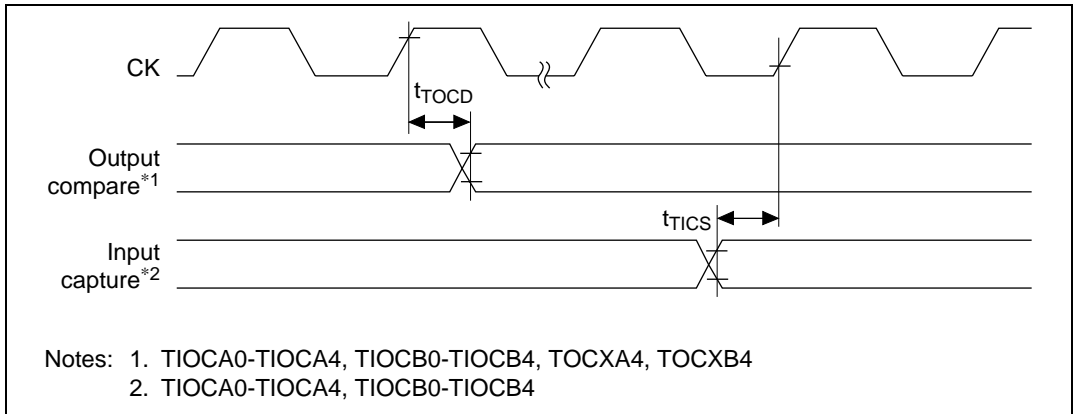 CK
tTOCD
Output
compare*1
tTICS
Input
capture*2
Notes: 1. TIOCA0-TIOCA4, TIOCB0-TIOCB4, TOCXA4, TOCXB4
2. TIOCA0-TIOCA4, TIOCB0-TIOCB4